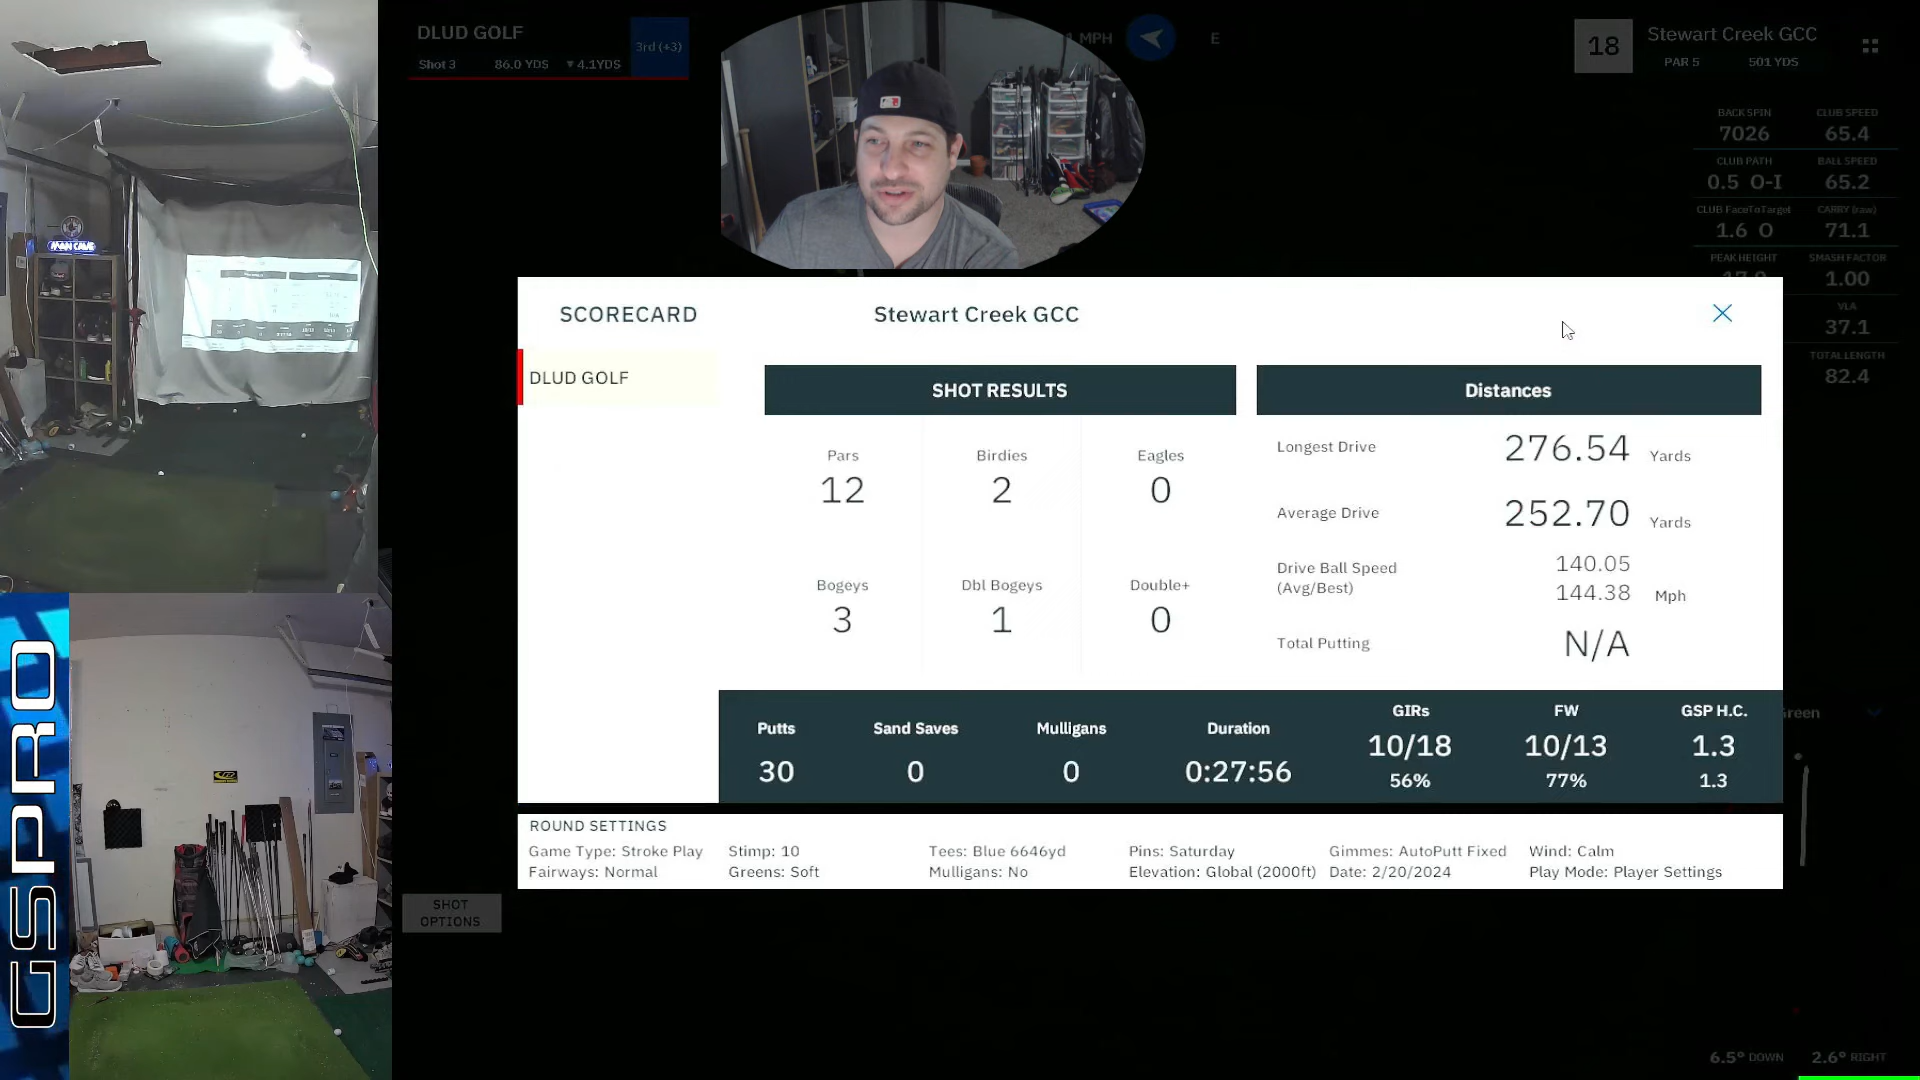 DLUD GOLF
3rd (+3)
Shot 3 86.0 YDS ▼4.1YDS
MPH
E
18
Stewart Creek GCC
PAR 5 501 YDS
BACK SPIN CLUB SPEED
7026 65.4
CLUB PATH BALL SPEED
0.5 O-I 65.2
CLUB FaceToTarget CARRY (raw)
1.6 O 71.1
PEAK HEIGHT SMASH FACTOR
1.00
VLA
37.1
TOTAL LENGTH
82.4
MAN CAVE
SCORECARD
Stewart Creek GCC
DLUD GOLF
SHOT RESULTS
Distances
Pars Birdies Eagles
12 2 0
Bogeys Dbl Bogeys Double+
3 1 0
Longest Drive 276.54 Yards
Average Drive 252.70 Yards
Drive Ball Speed 140.05
(Avg/Best) 144.38 Mph
Total Putting N/A
Putts Sand Saves Mulligans Duration GIRs FW GSP H.C.
30 0 0 0:27:56 10/18 10/13 1.3
56% 77% 1.3
ROUND SETTINGS
Game Type: Stroke Play Stimp: 10 Tees: Blue 6646yd Pins: Saturday Gimmes: AutoPutt Fixed Wind: Calm
Fairways: Normal Greens: Soft Mulligans: No Elevation: Global (2000ft) Date: 2/20/2024 Play Mode: Player Settings
SHOT
OPTIONS
GSPRO
6.5° DOWN 2.6° RIGHT